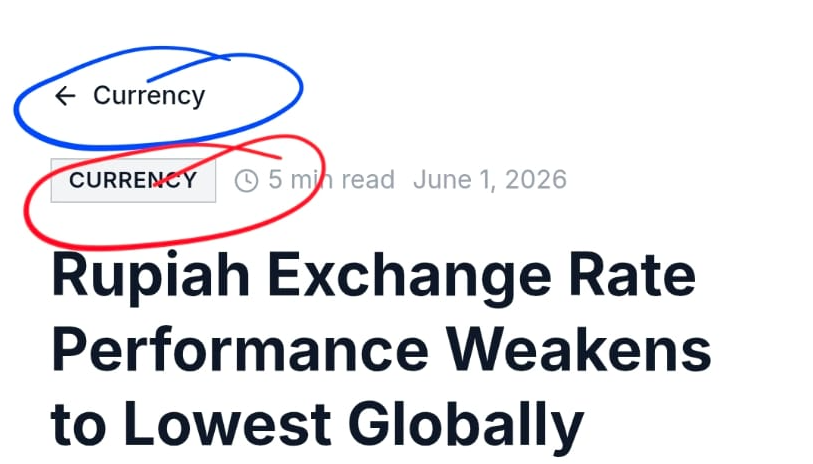 ← Currency
CURRENCY 5 min read June 1, 2026
Rupiah Exchange Rate
Performance Weakens
to Lowest Globally